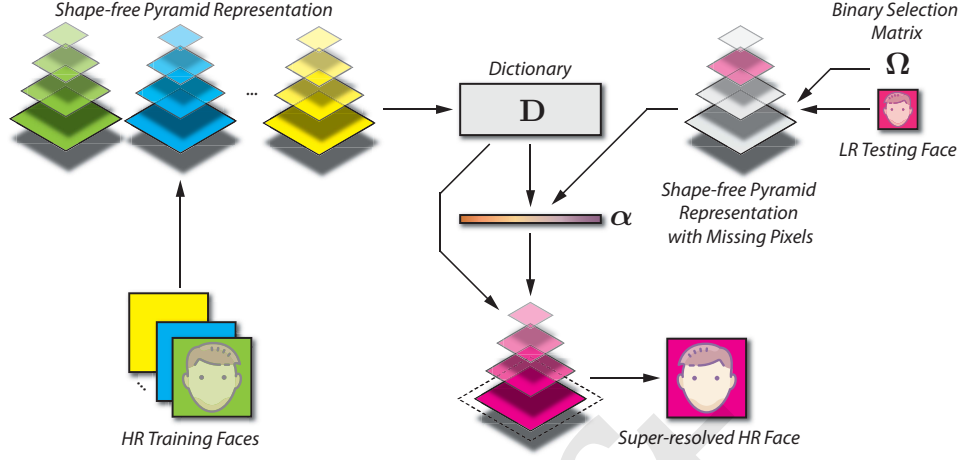 Shape-free Pyramid Representation
...
Dictionary
D
Binary Selection
Matrix
Ω
LR Testing Face
Shape-free Pyramid
Representation
with Missing Pixels
α
...
HR Training Faces
Super-resolved HR Face